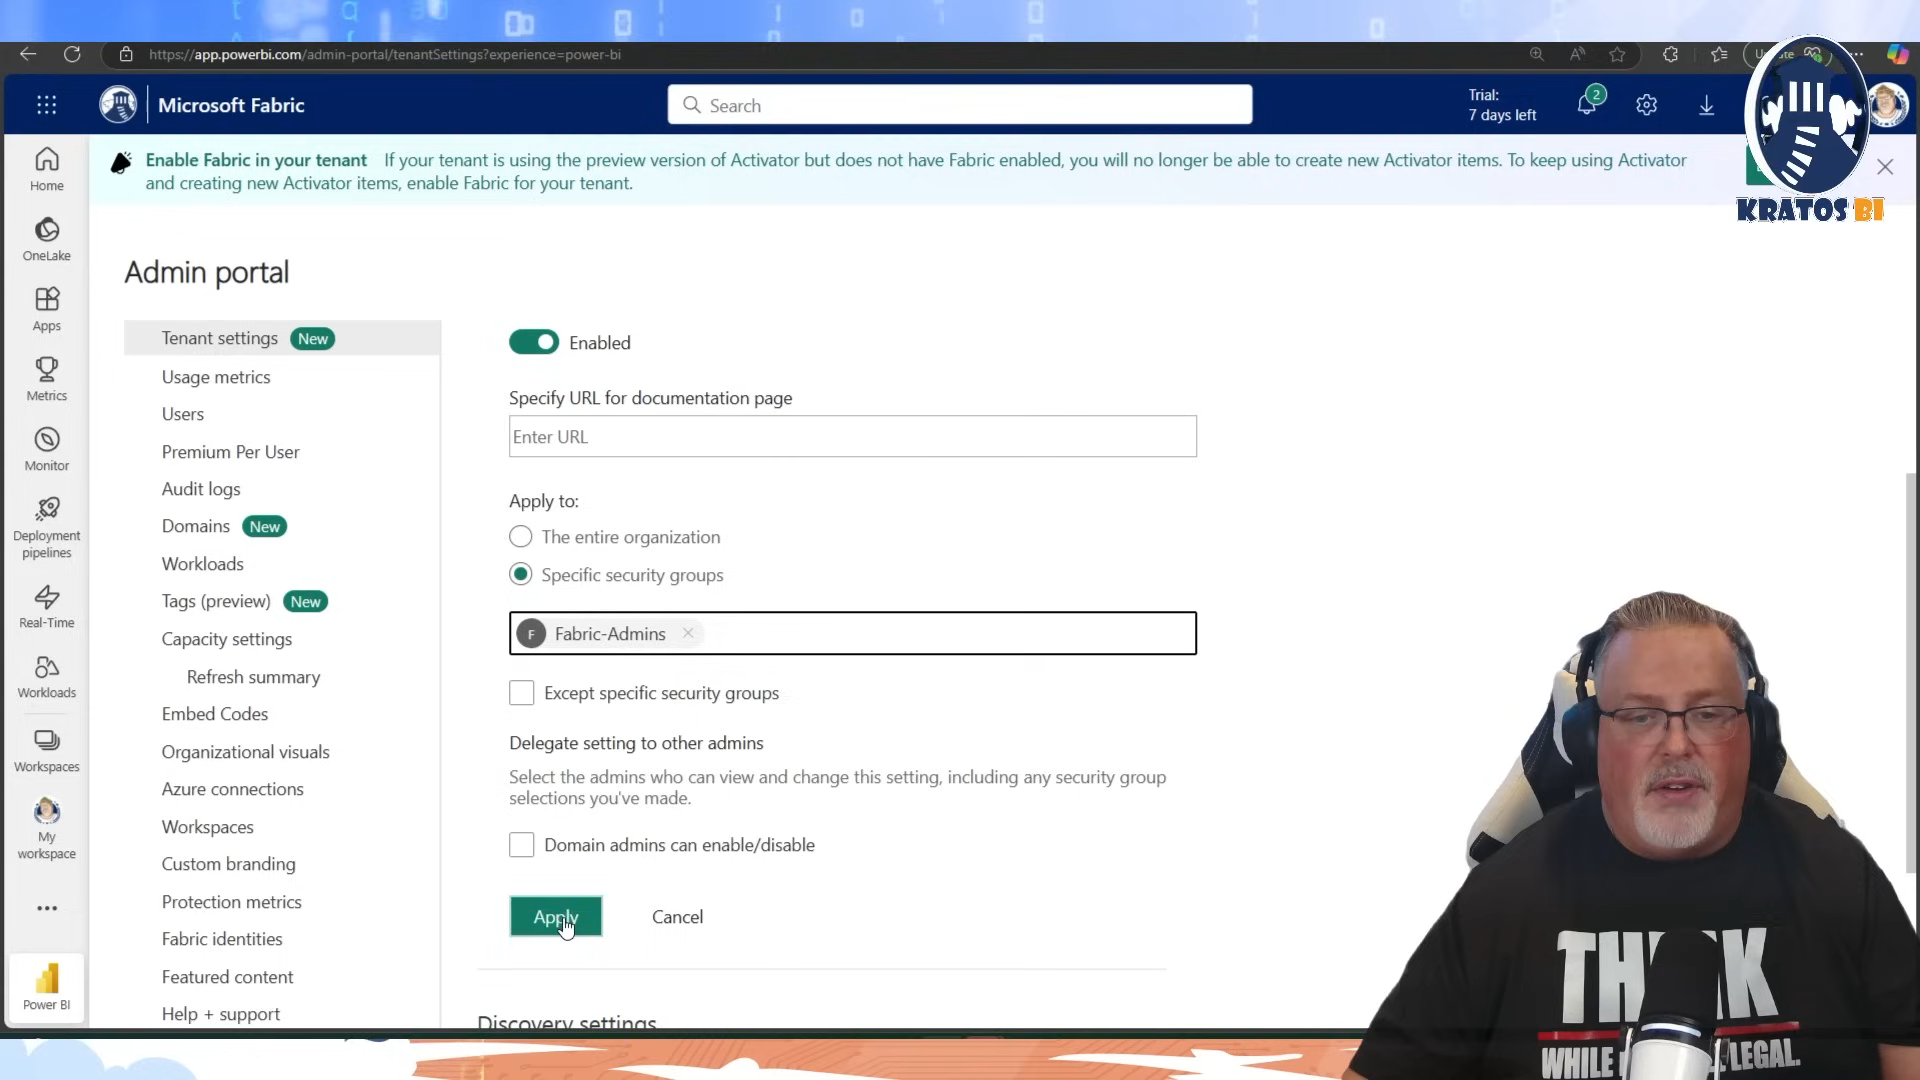 https://app.powerbi.com/admin-portal/tenantSettings?experience=power-bi
Microsoft Fabric
Search
Trial:
7 days left
2
KRATOS BI
Enable Fabric in your tenant If your tenant is using the preview version of Activator but does not have Fabric enabled, you will no longer be able to create new Activator items. To keep using Activator
and creating new Activator items, enable Fabric for your tenant.
Home
OneLake
Apps
Metrics
Monitor
Deployment
pipelines
Real-Time
Workloads
Workspaces
My
workspace
Power BI
Admin portal
Tenant settings New
Usage metrics
Users
Premium Per User
Audit logs
Domains New
Workloads
Tags (preview) New
Capacity settings
Refresh summary
Embed Codes
Organizational visuals
Azure connections
Workspaces
Custom branding
Protection metrics
Fabric identities
Featured content
Help + support
Enabled
Specify URL for documentation page
Enter URL
Apply to:
The entire organization
Specific security groups
F Fabric-Admins
Except specific security groups
Delegate setting to other admins
Select the admins who can view and change this setting, including any security group
selections you've made.
Domain admins can enable/disable
Apply Cancel
Discovery settings
WHILE
LEGAL.